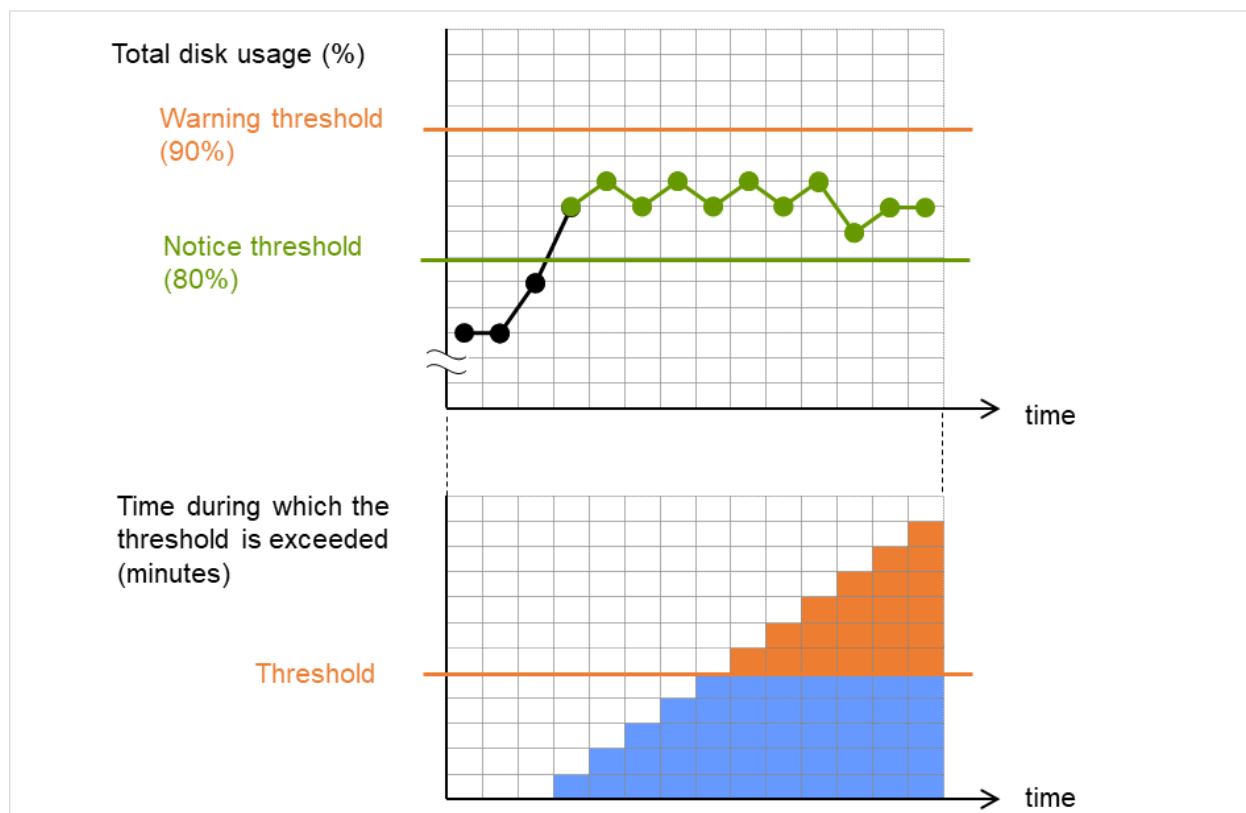 Total disk usage (%)
Warning threshold
(90%)
Notice threshold
(80%)
time
Time during which the
threshold is exceeded
(minutes)
Threshold
time